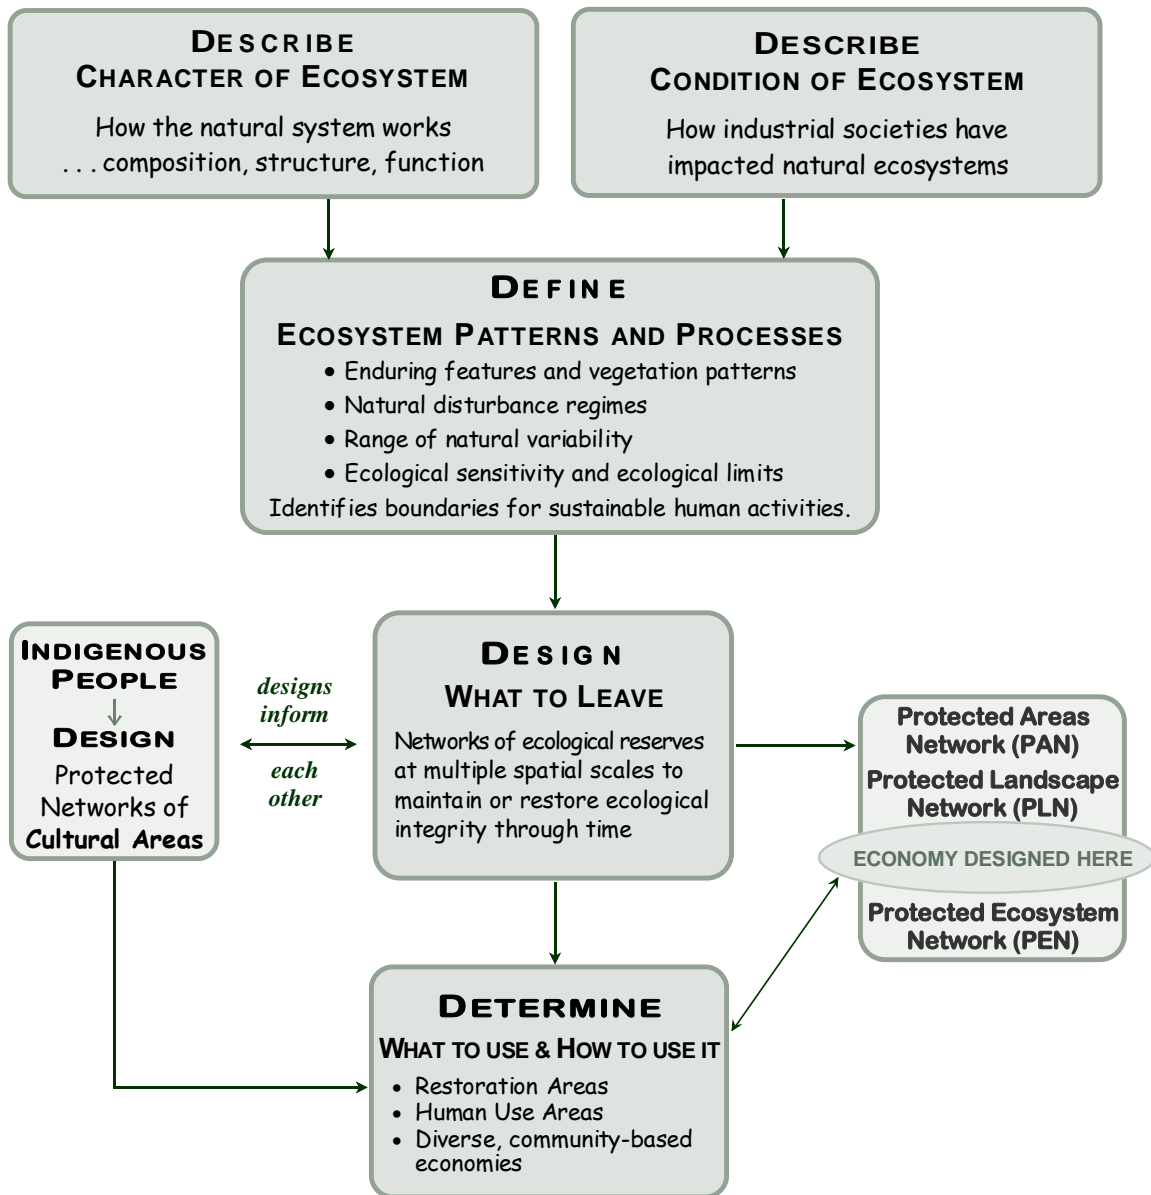 DESCRIBE
CHARACTER OF ECOSYSTEM
How the natural system works
. . . composition, structure, function
DESCRIBE
CONDITION OF ECOSYSTEM
How industrial societies have
impacted natural ecosystems
DEFINE
ECOSYSTEM PATTERNS AND PROCESSES
• Enduring features and vegetation patterns
• Natural disturbance regimes
• Range of natural variability
• Ecological sensitivity and ecological limits
Identifies boundaries for sustainable human activities.
INDIGENOUS
PEOPLE
DESIGN
Protected
Networks of
Cultural Areas
designs
inform
each
other
DESIGN
WHAT TO LEAVE
Networks of ecological reserves
at multiple spatial scales to
maintain or restore ecological
integrity through time
Protected Areas
Network (PAN)
Protected Landscape
Network (PLN)
ECONOMY DESIGNED HERE
Protected Ecosystem
Network (PEN)
DETERMINE
WHAT TO USE & HOW TO USE IT
• Restoration Areas
• Human Use Areas
• Diverse, community-based
economies